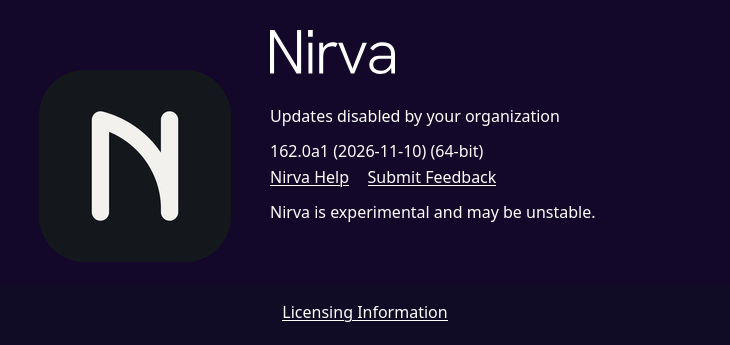 Nirva
Updates disabled by your organization
162.0a1 (2026-11-10) (64-bit)
Nirva Help Submit Feedback
Nirva is experimental and may be unstable.
Licensing Information